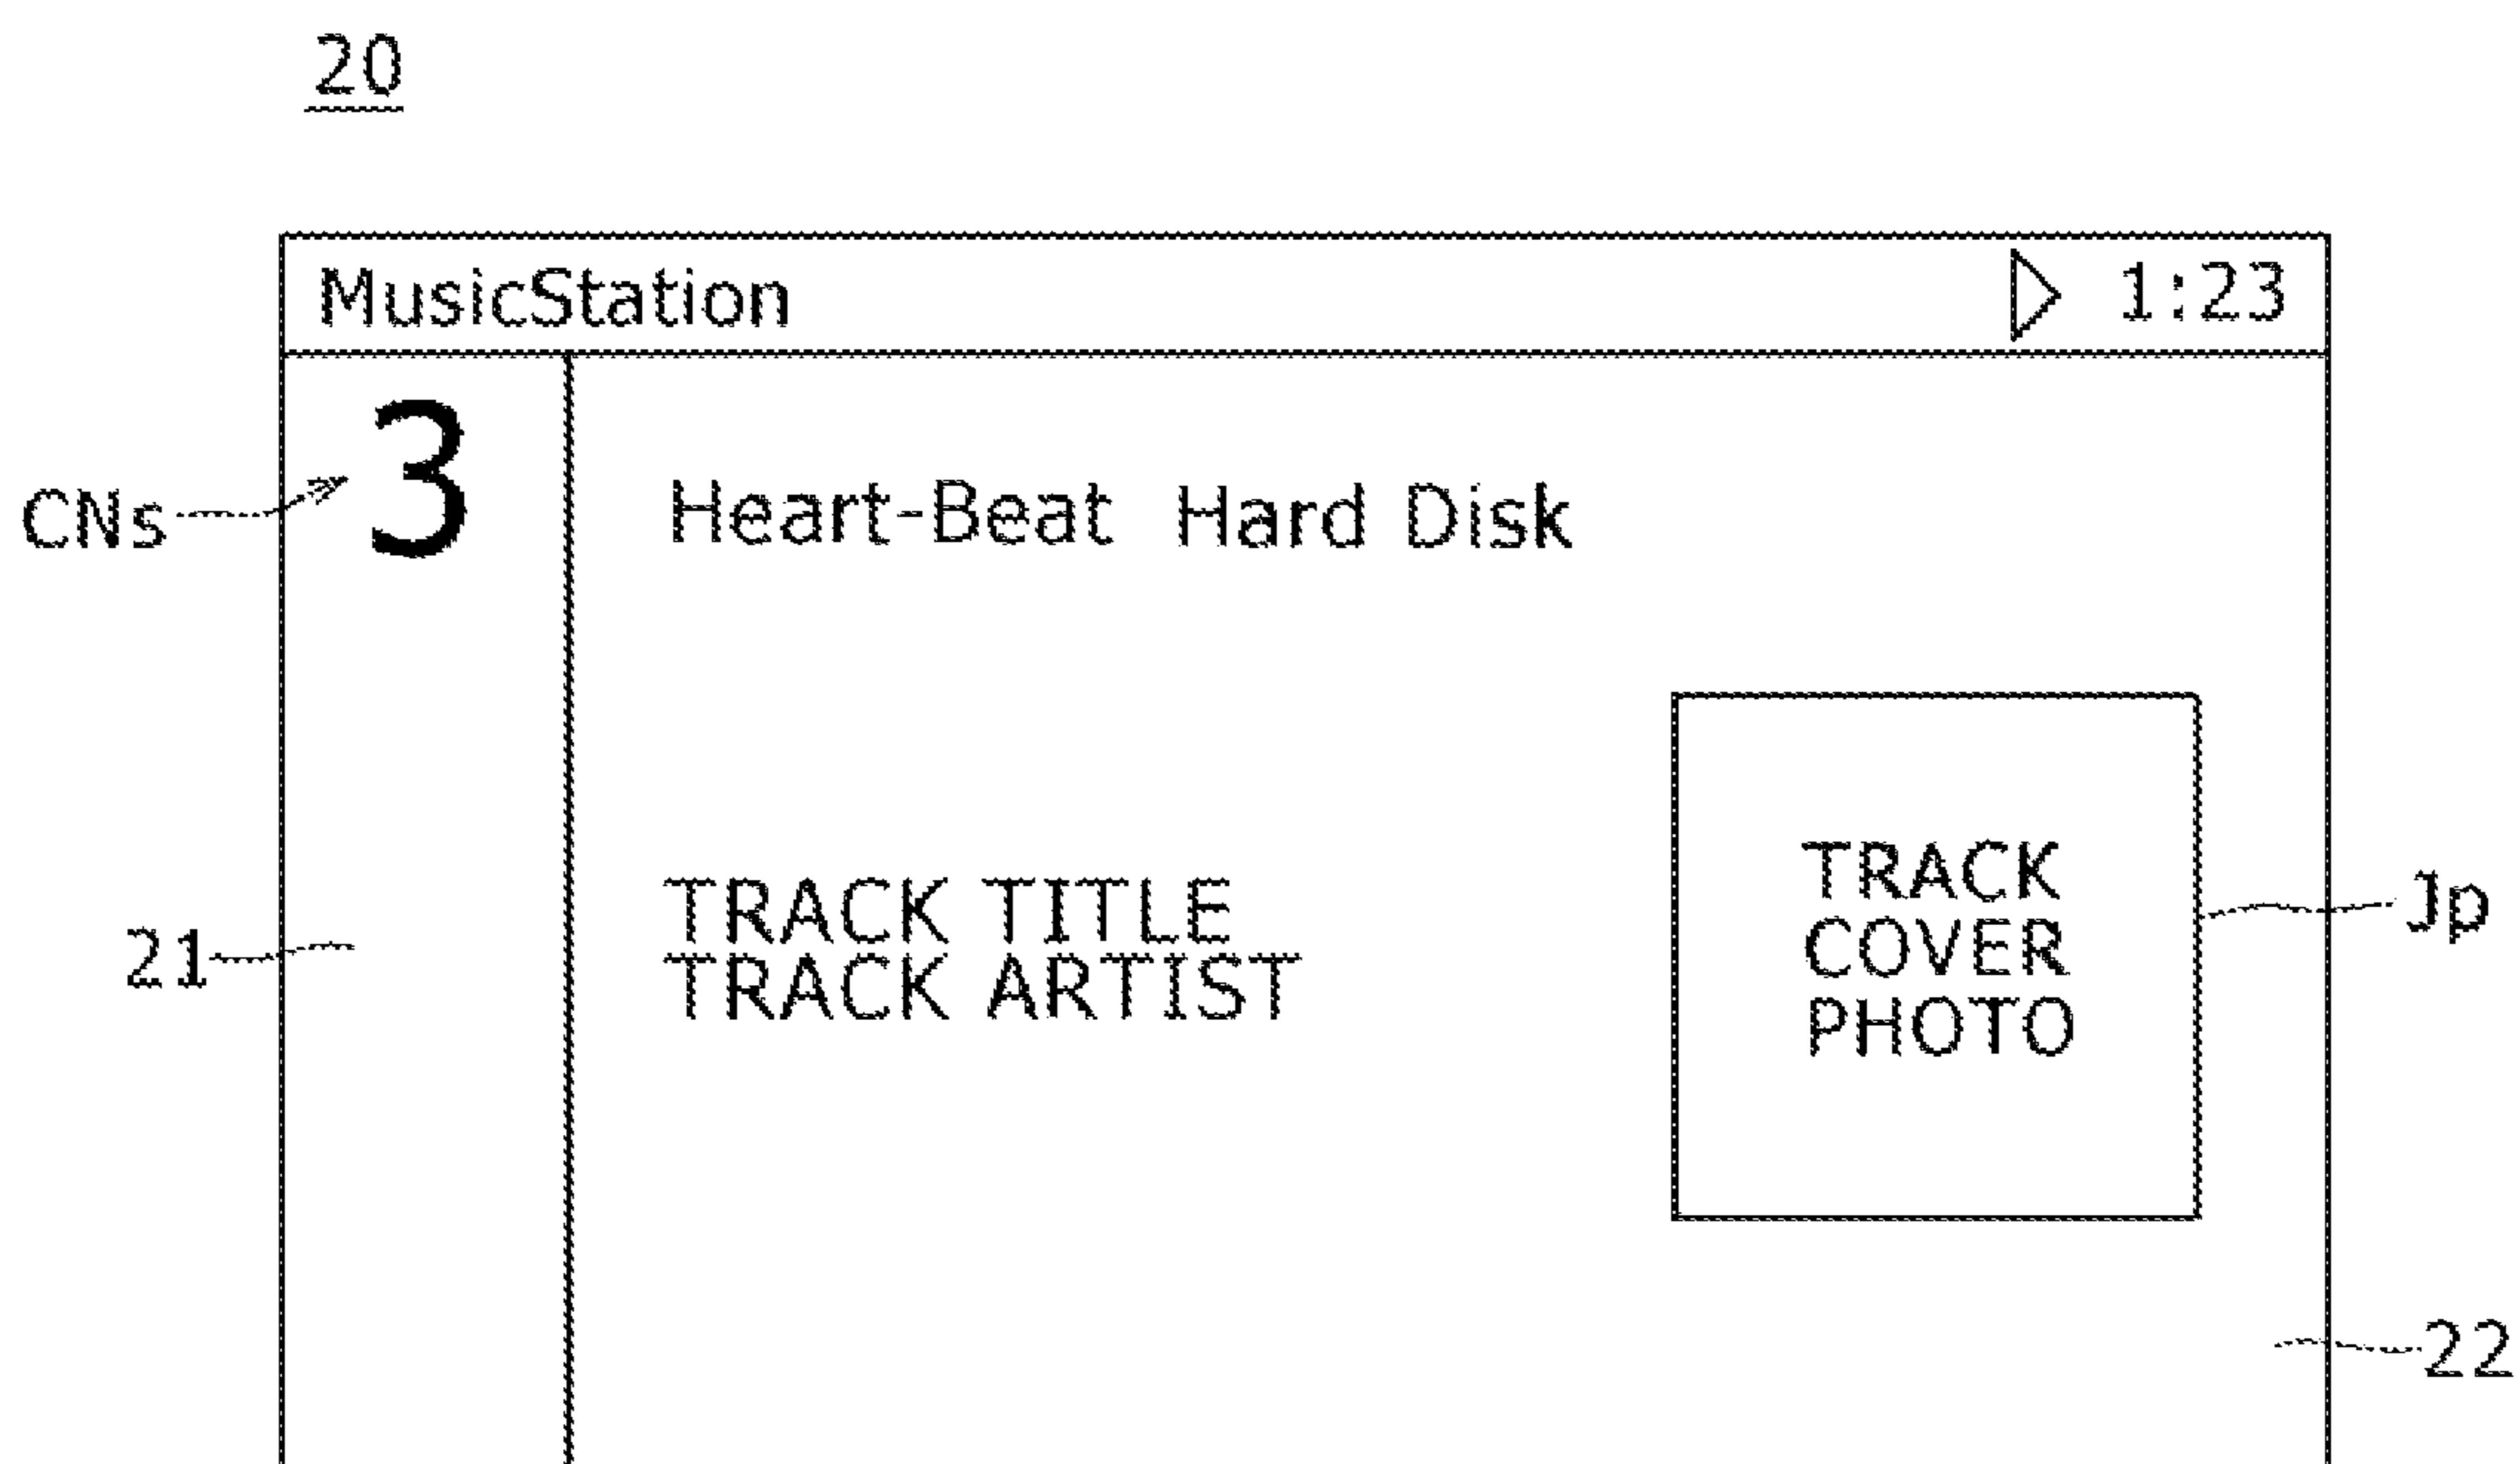 20
MusicStation 1:23
3
CNs
Heart-Beat Hard Disk
TRACK TITLE
TRACK ARTIST
TRACK
COVER
PHOTO
Jp
21
22